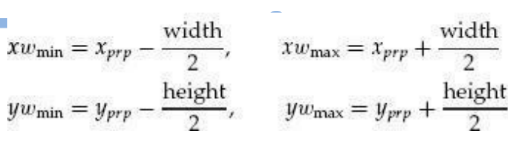 xw_min = x_prp − width/2,    xw_max = x_prp + width/2
yw_min = y_prp − height/2,    yw_max = y_prp + height/2